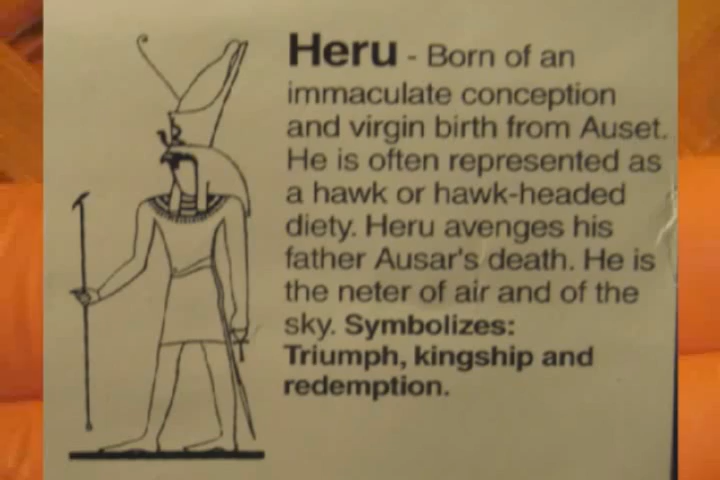 Heru - Born of an
immaculate conception
and virgin birth from Auset.
He is often represented as
a hawk or hawk-headed
diety. Heru avenges his
father Ausar's death. He is
the neter of air and of the
sky. Symbolizes:
Triumph, kingship and
redemption.